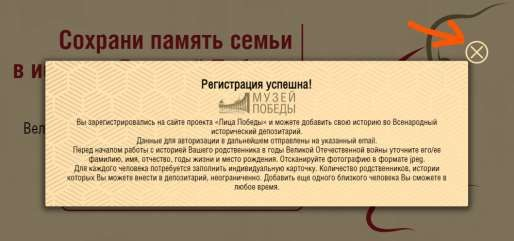 Сохрани память семьи
Регистрация успешна!
МУЗЕЙ
ПОБЕДЫ
Вы зарегистрировались на сайте проекта «Лица Победы» и можете добавить свою историю во Всенародный
исторический депозитарий.
Данные для авторизации в дальнейшем отправлены на указанный email.
Перед началом работы с историей Вашего родственника в годы Великой Отечественной войны уточните его/ее
фамилию, имя, отчество, годы жизни и место рождения. Отсканируйте фотографию в формате jpeg.
Для каждого человека потребуется заполнить индивидуальную карточку. Количество родственников, истории
которых Вы можете внести в депозитарий, неограниченно. Добавить еще одного близкого человека Вы сможете в
любое время.